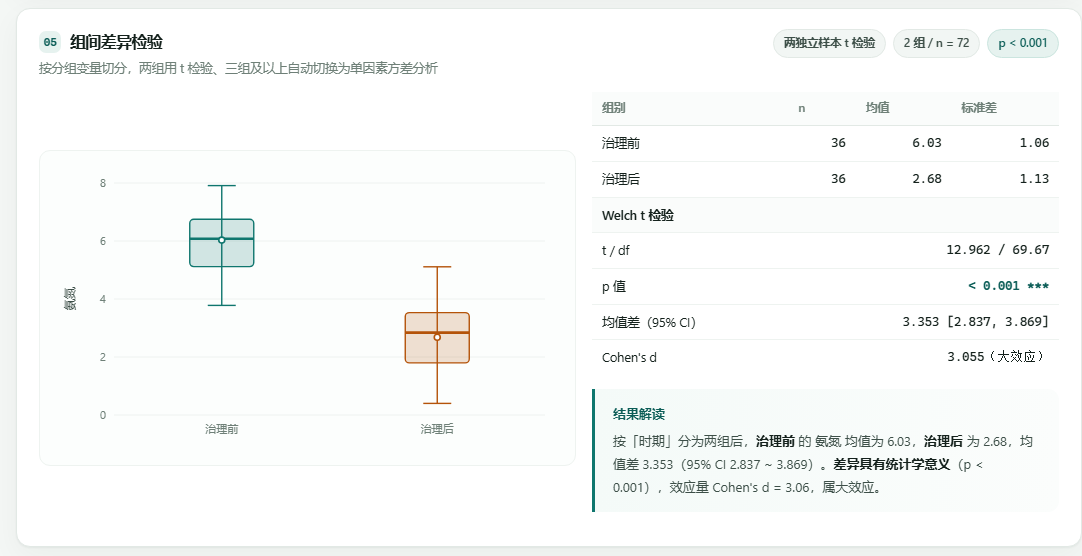 05 组间差异检验
两独立样本 t 检验 2 组 / n = 72 p < 0.001
按分组变量切分，两组用 t 检验、三组及以上自动切换为单因素方差分析
氨氮
8
6
4
2
0
治理前 治理后
组别 n 均值 标准差
治理前 36 6.03 1.06
治理后 36 2.68 1.13
Welch t 检验
t / df 12.962 / 69.67
p 值 < 0.001 ***
均值差（95% CI） 3.353 [2.837, 3.869]
Cohen's d 3.055（大效应）
结果解读
按「时期」分为两组后，治理前 的 氨氮 均值为 6.03，治理后 为 2.68，均
值差 3.353（95% CI 2.837 ~ 3.869）。差异具有统计学意义（p <
0.001），效应量 Cohen's d = 3.06，属大效应。